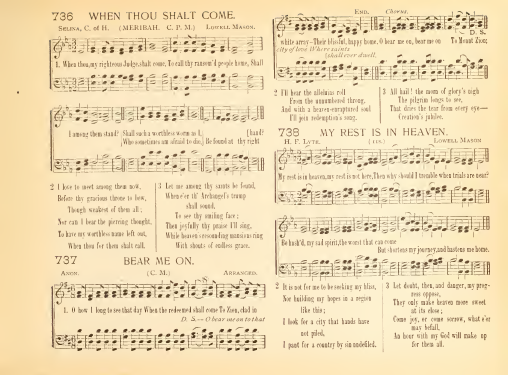 736 WHEN THOU SHALT COME.
SELINA, C. of H. (MERIBAH. C. P. M.) LOWELL MASON.
1. When thou, my righteous Judge, shalt come, To call thy ransom'd people home, Shall
I among them stand? Shall such a worthless worm as I, [hand?
Who sometimes am afraid to die, Be found at thy right
2 I love to meet among them now,
Before thy gracious throne to bow,
Though weakest of them all;
Nor can I bear the piercing thought,
To have my worthless name left out,
When thou for them shalt call.
3 Let me among thy saints be found,
Whene'er th' Archangel's trump
shall sound,
To see thy smiling face;
Then joyfully thy praise I'll sing,
While heaven's resounding mansions ring
With shouts of endless grace.
737 BEAR ME ON.
ANON. (C. M.) ARRANGED.
1. O how I long to see that day When the redeemed shall come To Zion, clad in
D. S.—O bear me on to that
END. Chorus.
D. S.
white array—Their blissful, happy home. O bear me on, bear me on To Mount Zion;
city of love Where saints
shall ever dwell.
2 I'll hear the alleluias roll
From the unnumbered throng,
And with a heaven-enraptured soul
I'll join redemption's song.
3 All hail! the morn of glory's nigh
The pilgrim longs to see,
That dries the tear from every eye—
Creation's jubilee.
738 MY REST IS IN HEAVEN.
H. F. LYTE. (11s.) LOWELL MASON
My rest is in heaven, my rest is not here, Then why should I tremble when trials are near?
Be hush'd, my sad spirit, the worst that can come
But shortens my journey, and hastens me home.
2 It is not for me to be seeking my bliss,
Nor building my hopes in a region
like this;
I look for a city that hands have
not piled,
I pant for a country by sin undefiled.
3 Let doubt, then, and danger, my prog-
ress oppose,
They only make heaven more sweet
at its close;
Come joy, or come sorrow, what e'er
may befall,
An hour with my God will make up
for them all.